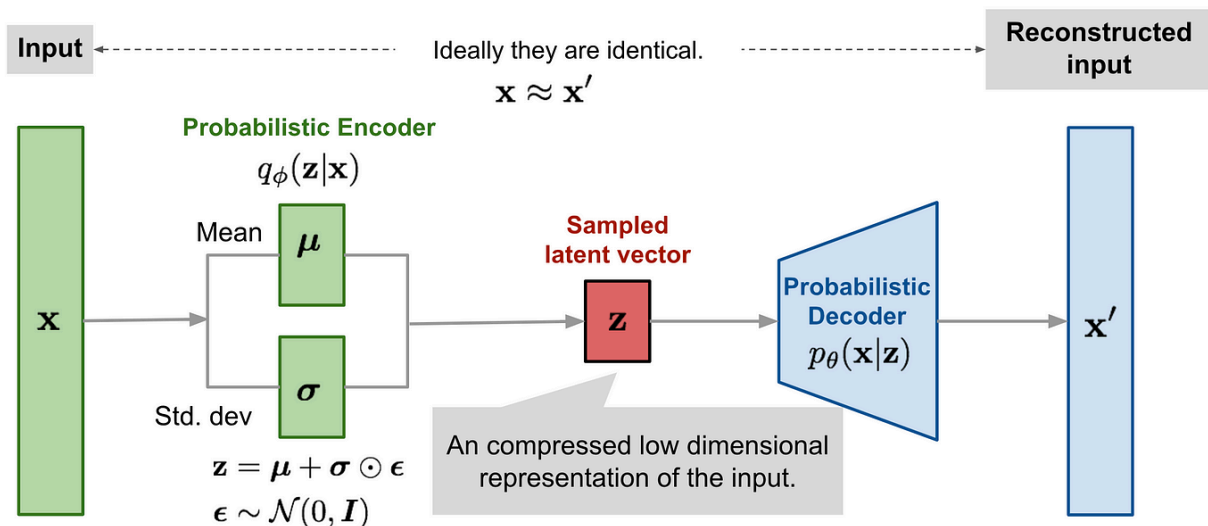 Input
Ideally they are identical.
x ≈ x′
Reconstructed
input
Probabilistic Encoder
qϕ(z|x)
Mean
μ
x
σ
Std. dev
z = μ + σ ⊙ ϵ
ϵ ∼ 𝒩(0, I)
Sampled
latent vector
z
An compressed low dimensional
representation of the input.
Probabilistic
Decoder
pθ(x|z)
x′